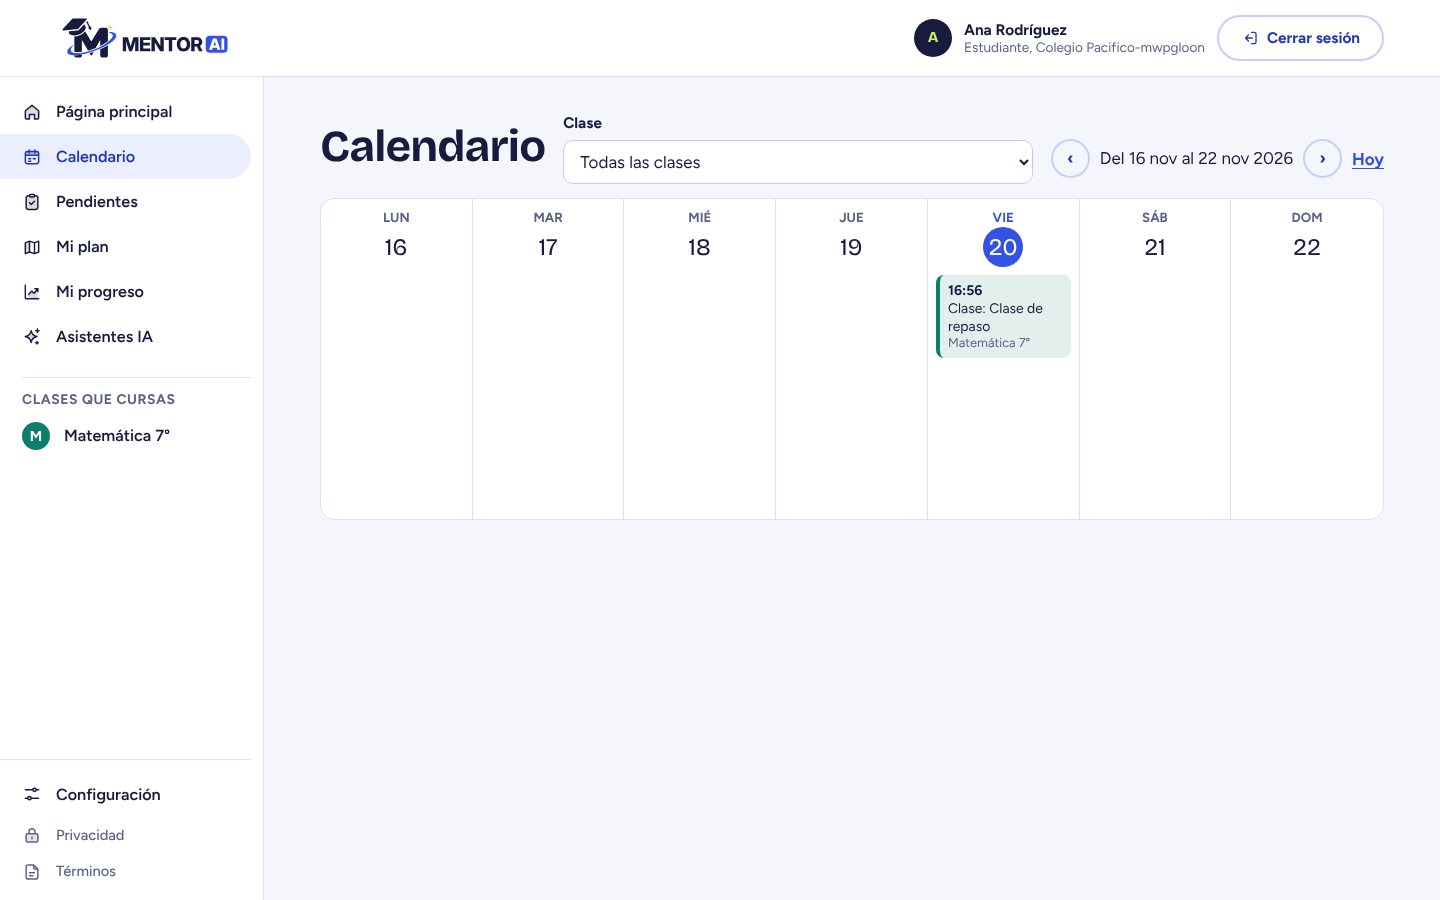 MENTOR AI
A
Ana Rodríguez
Estudiante, Colegio Pacifico-mwpgloon
Cerrar sesión
Página principal
Calendario
Pendientes
Mi plan
Mi progreso
Asistentes IA
CLASES QUE CURSAS
M Matemática 7°
Configuración
Privacidad
Términos
Calendario
Clase
Todas las clases
‹ Del 16 nov al 22 nov 2026 › Hoy
LUN MAR MIÉ JUE VIE SÁB DOM
16 17 18 19 20 21 22
16:56
Clase: Clase de
repaso
Matemática 7°